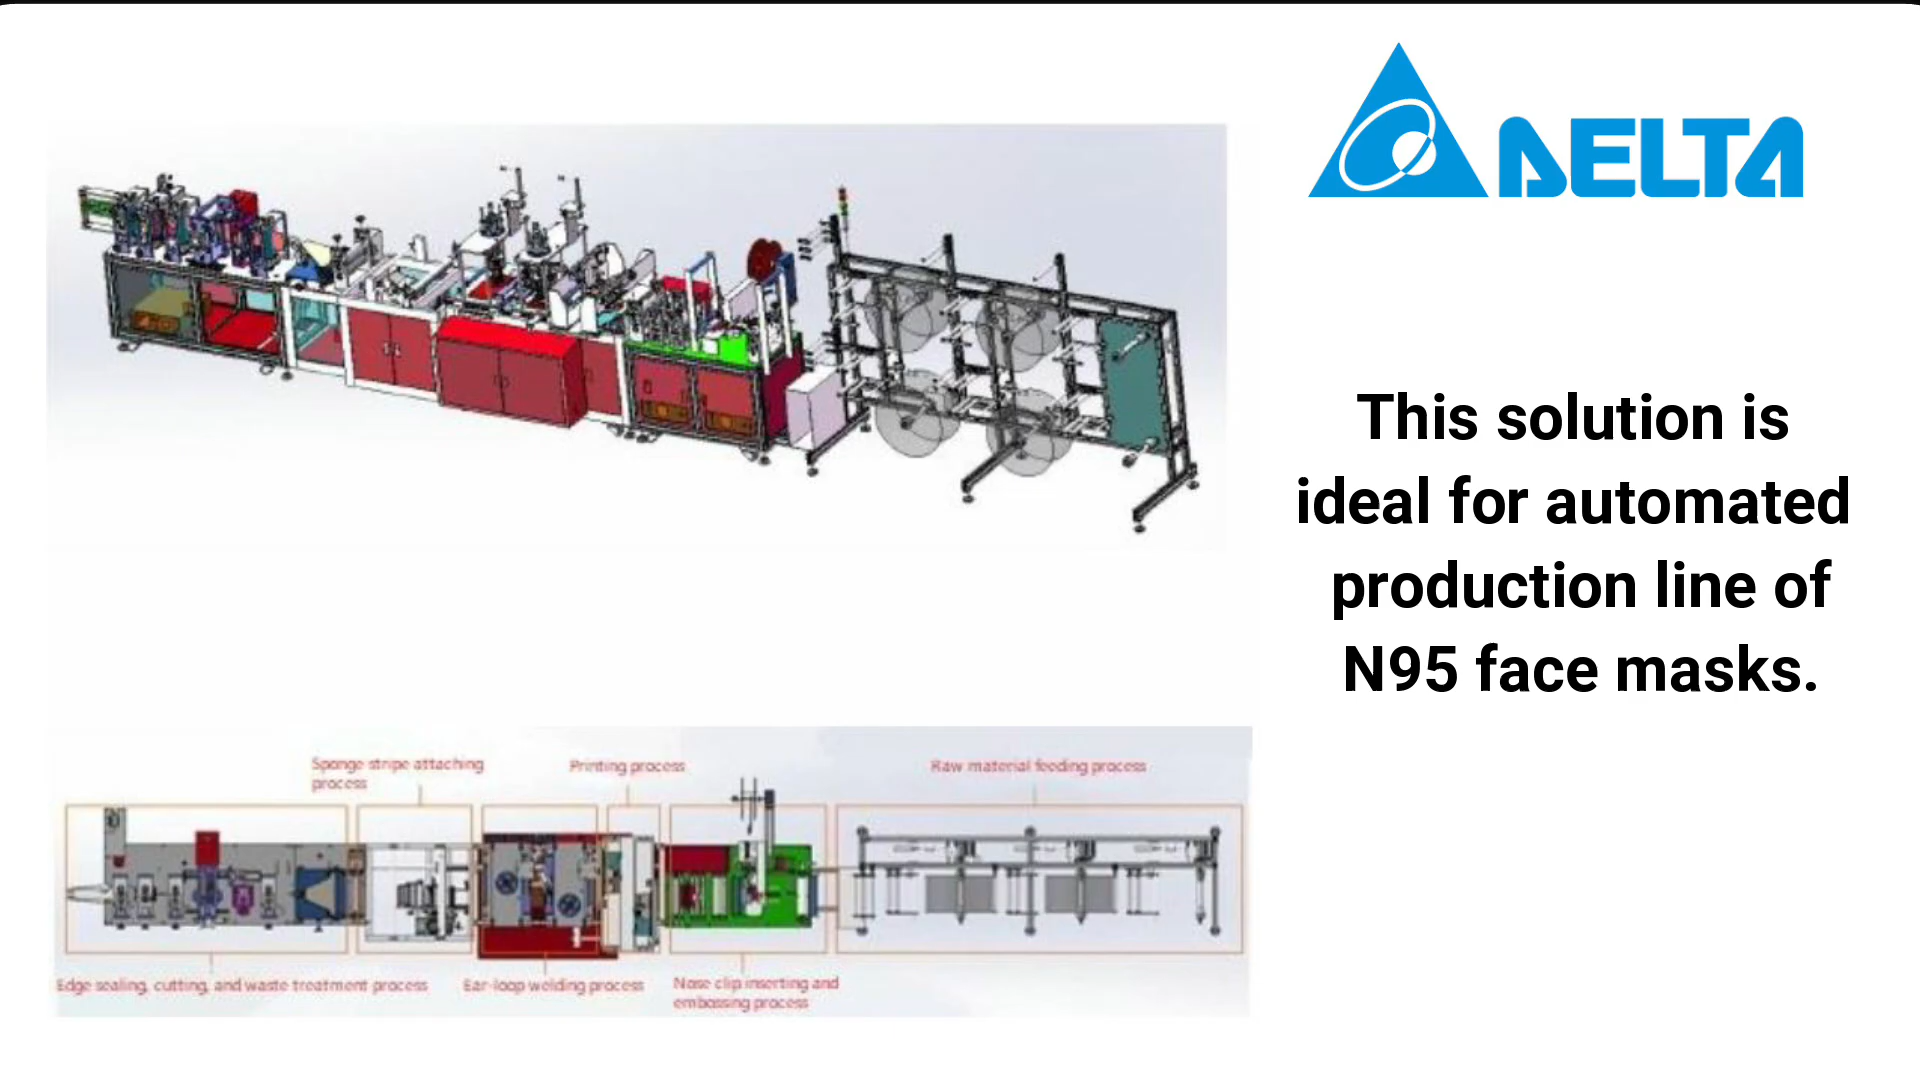 DELTA
This solution is
ideal for automated
production line of
N95 face masks.
Sponge stripe attaching
process
Printing process
Raw material feeding process
Edge sealing, cutting, and waste treatment process
Ear-loop welding process
Nose clip inserting and
embossing process